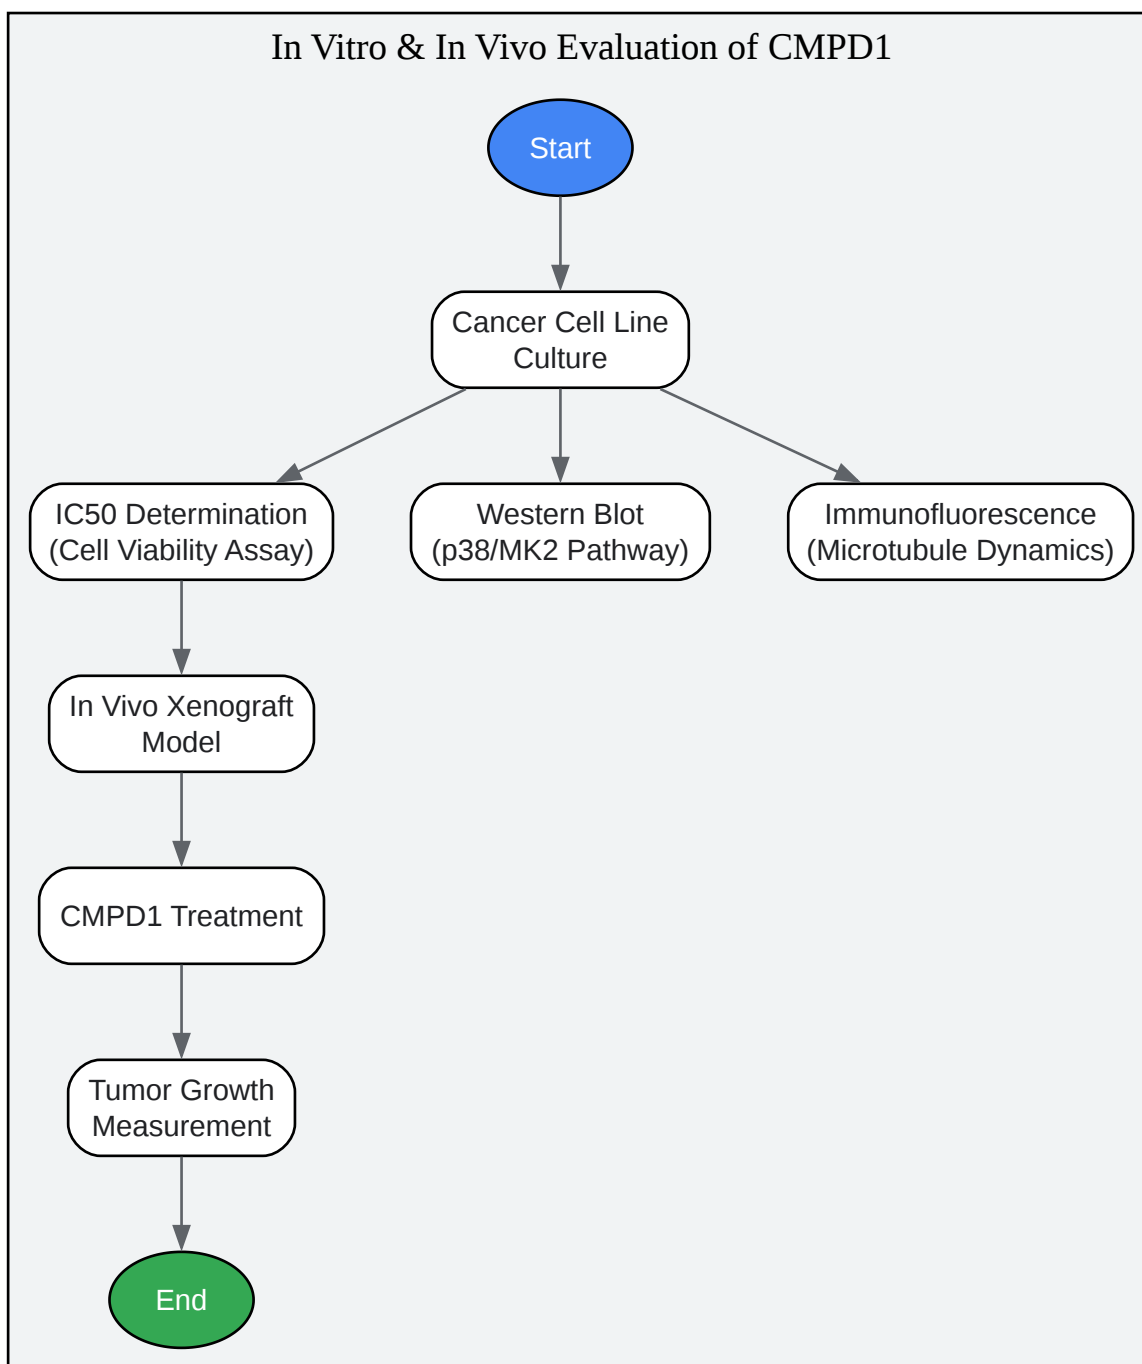 In Vitro & In Vivo Evaluation of CMPD1
Start
Cancer Cell Line
Culture
IC50 Determination
(Cell Viability Assay)
Western Blot
(p38/MK2 Pathway)
Immunofluorescence
(Microtubule Dynamics)
In Vivo Xenograft
Model
CMPD1 Treatment
Tumor Growth
Measurement
End